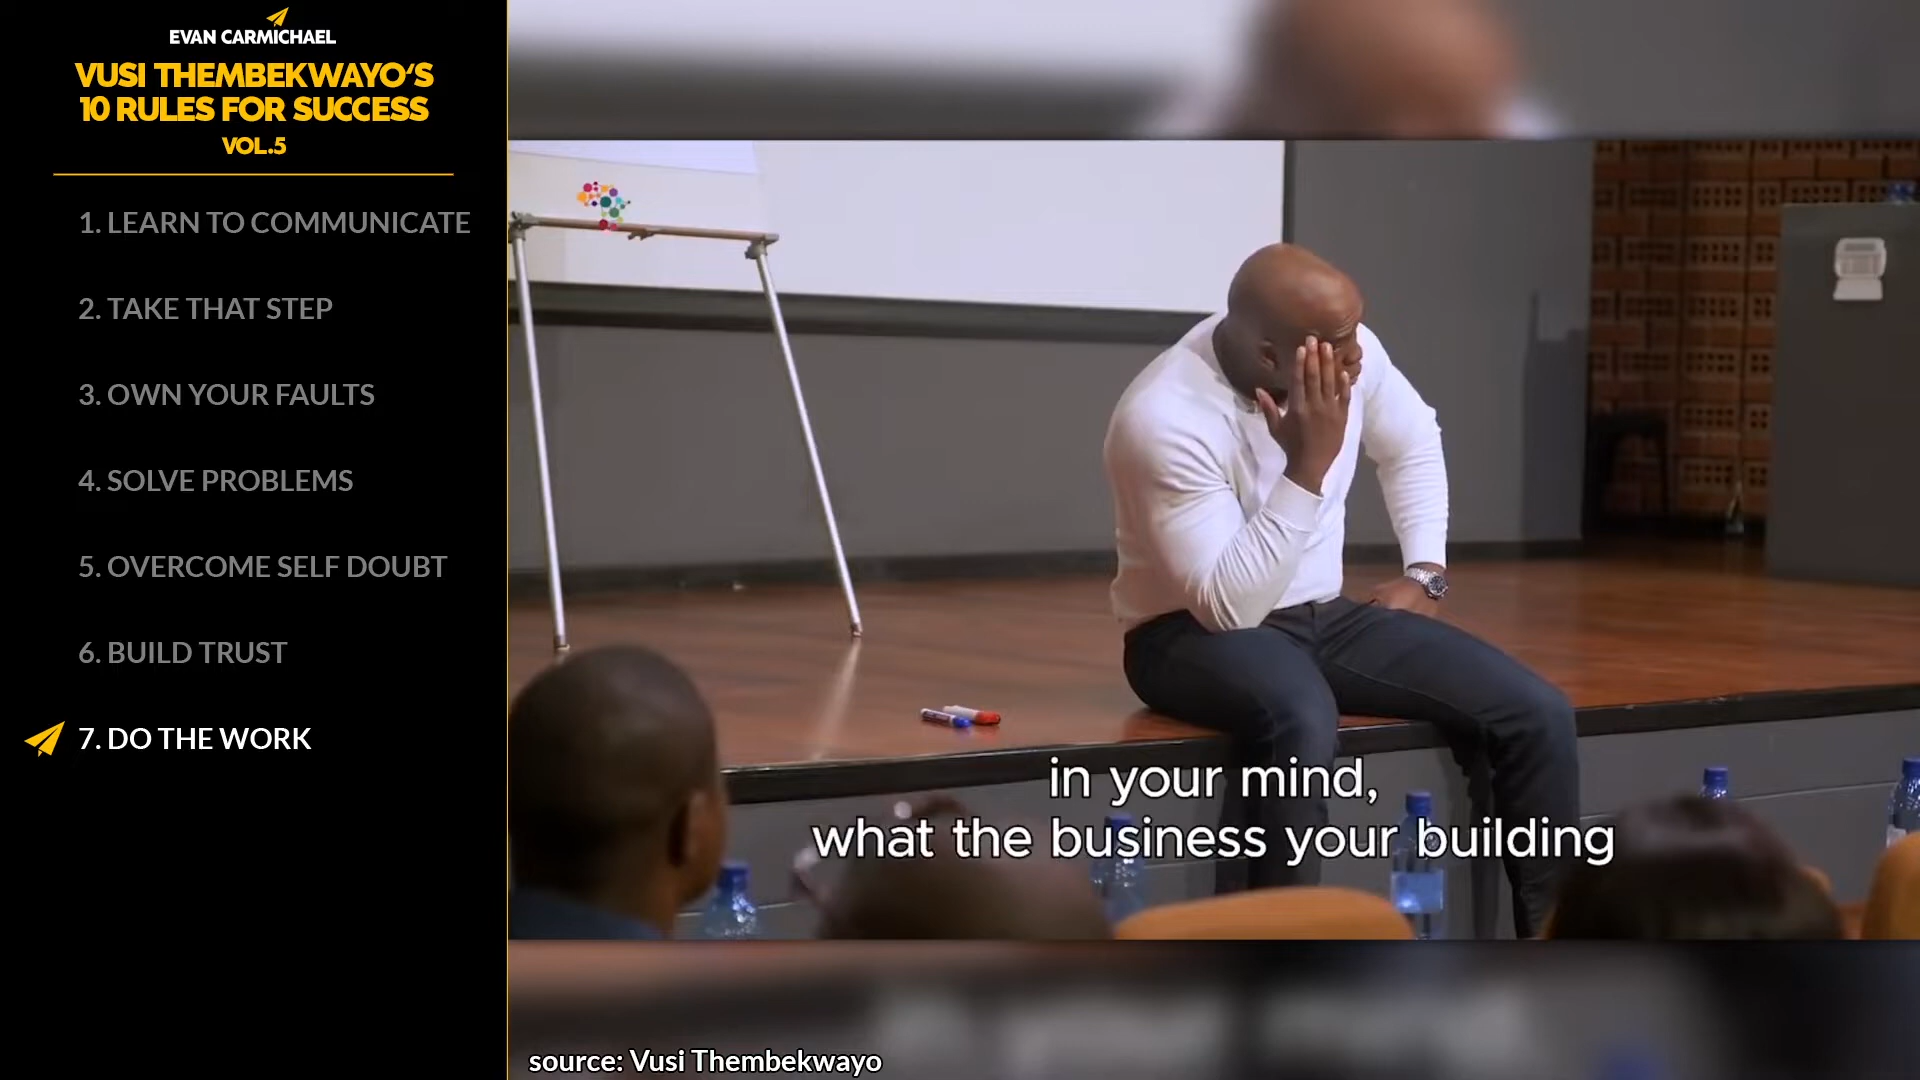 EVAN CARMICHAEL
VUSI THEMBEKWAYO'S
10 RULES FOR SUCCESS
VOL.5
1. LEARN TO COMMUNICATE
2. TAKE THAT STEP
3. OWN YOUR FAULTS
4. SOLVE PROBLEMS
5. OVERCOME SELF DOUBT
6. BUILD TRUST
7. DO THE WORK
in your mind,
what the business your building
source: Vusi Thembekwayo